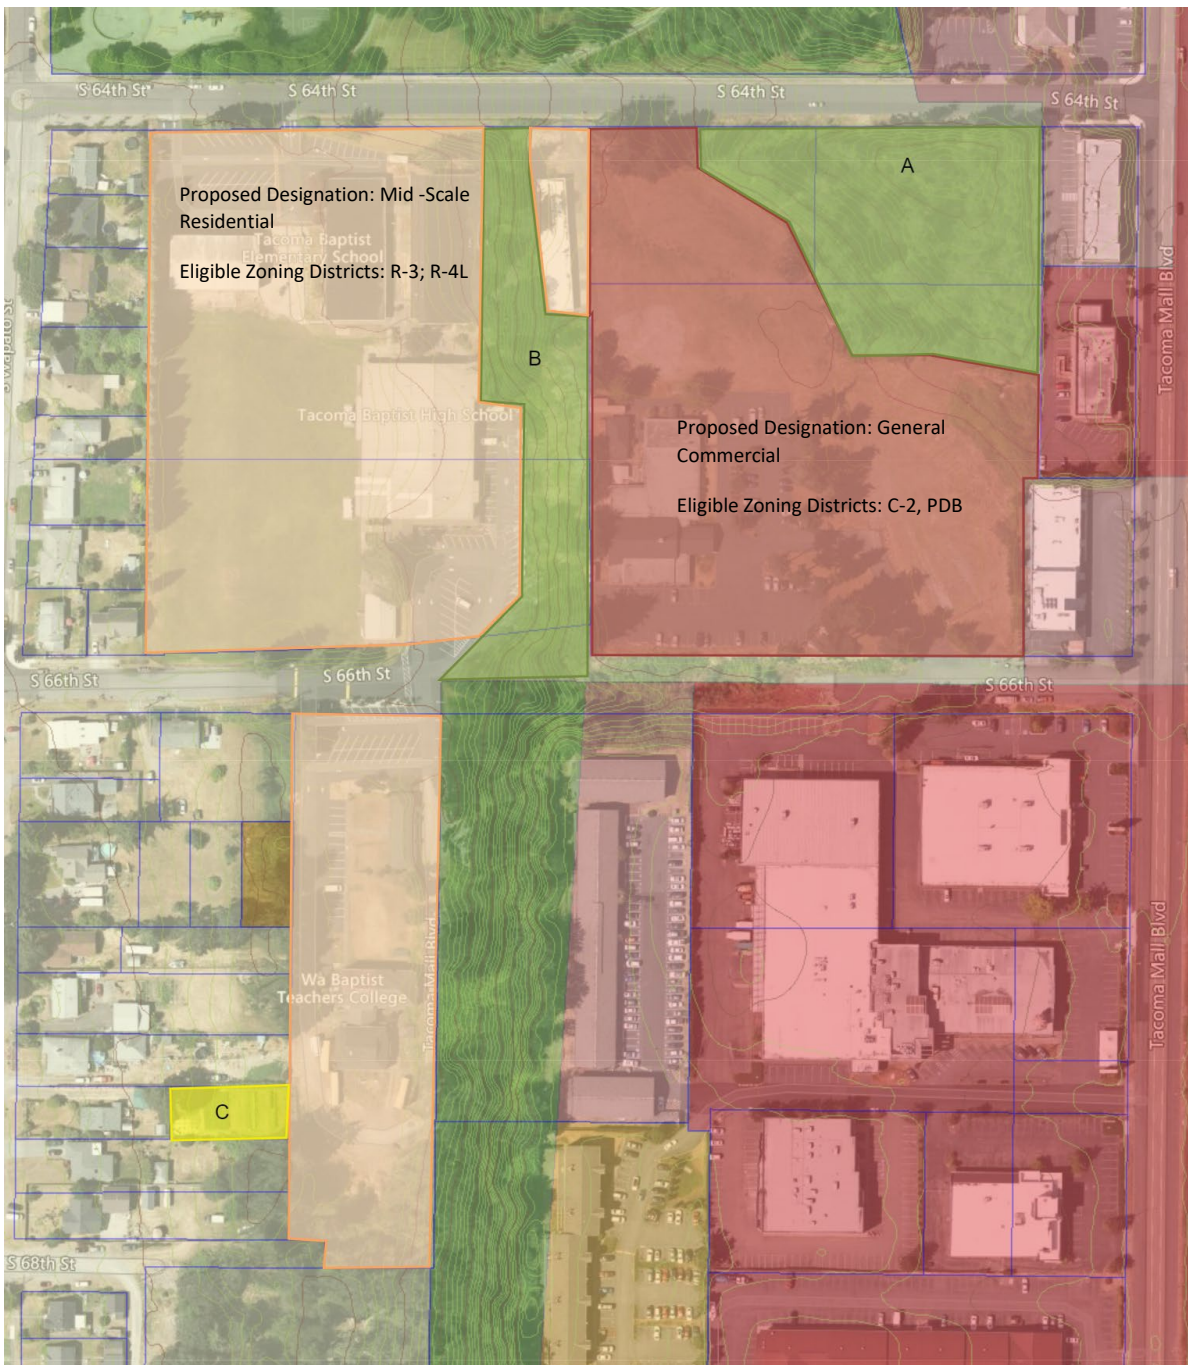 S 64th St
S 64th St
S 64th St
S 64th St
A
Proposed Designation: Mid -Scale
Residential
Tacoma Baptist
Elementary School
Eligible Zoning Districts: R-3; R-4L
Tacoma Mall Blvd
S Wapato St
B
Tacoma Baptist High School
Proposed Designation: General
Commercial
Eligible Zoning Districts: C-2, PDB
S 66th St
S 66th St
S 66th St
Tacoma Mall Blvd
Tacoma Mall Blvd
Wa Baptist
Teachers College
C
S 68th St